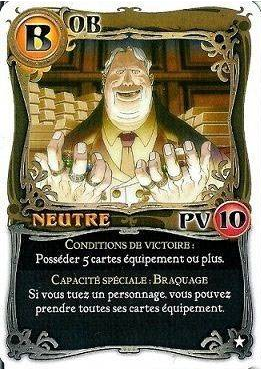 B OB
NEUTRE PV 10
CONDITIONS DE VICTOIRE :
Posséder 5 cartes équipement ou plus.
CAPACITÉ SPÉCIALE : BRAQUAGE
Si vous tuez un personnage, vous pouvez
prendre toutes ses cartes équipement.